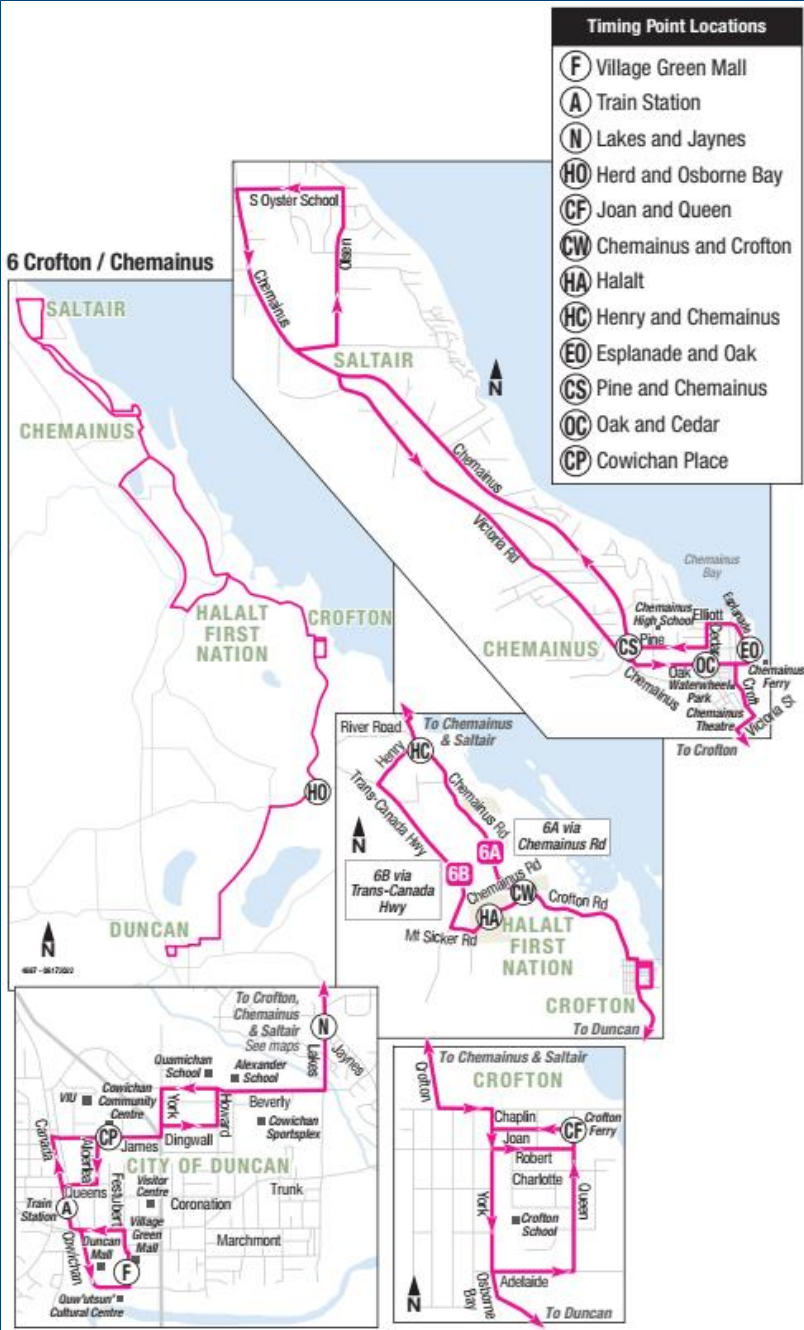 Timing Point Locations
F Village Green Mall
A Train Station
N Lakes and Jaynes
HO Herd and Osborne Bay
CF Joan and Queen
CW Chemainus and Crofton
HA Halalt
HC Henry and Chemainus
EO Esplanade and Oak
CS Pine and Chemainus
OC Oak and Cedar
CP Cowichan Place
6 Crofton / Chemainus
SALTAIR
CHEMAINUS
HALALT
FIRST
NATION
CROFTON
HO
DUNCAN
N
S Oyster School
Olsen
Chemainus
SALTAIR
N
Chemainus
Victoria Rd
Chemainus
Bay
Chemainus
High School
Elliott
Esplanade
Cedar
CS
Pine
EO
CHEMAINUS
OC
Oak
Chemainus
Ferry
Chemainus
Waterwheel
Park
Croft
Chemainus
Theatre
Victoria St
To Crofton
River Road
To Chemainus
& Saltair
Henry
HC
Trans-Canada Hwy
Chemainus Rd
N
6A
6A via
Chemainus Rd
6B
6B via
Trans-Canada
Hwy
Chemainus Rd
CW
Crofton Rd
HA
Mt Sicker Rd
HALALT
FIRST
NATION
CROFTON
To Duncan
To Crofton,
Chemainus
& Saltair
See maps
N
Lakes
Jaynes
Quamichan
School
Alexander
School
Cowichan
Community
Centre
VIU
York
Howard
Beverly
Cowichan
Sportsplex
Canada
CP
James
Dingwall
Alderlea
CITY OF DUNCAN
Queens
Festubert
Visitor
Centre
Trunk
Train
Station
A
Coronation
Village
Green
Mall
Duncan
Mall
Marchmont
Cowichan
F
Quw'utsun'
Cultural Centre
To Chemainus & Saltair
CROFTON
Crofton
Chaplin
CF
Crofton
Ferry
Joan
Robert
Charlotte
York
Queen
Crofton
School
Adelaide
Osborne
Bay
N
To Duncan